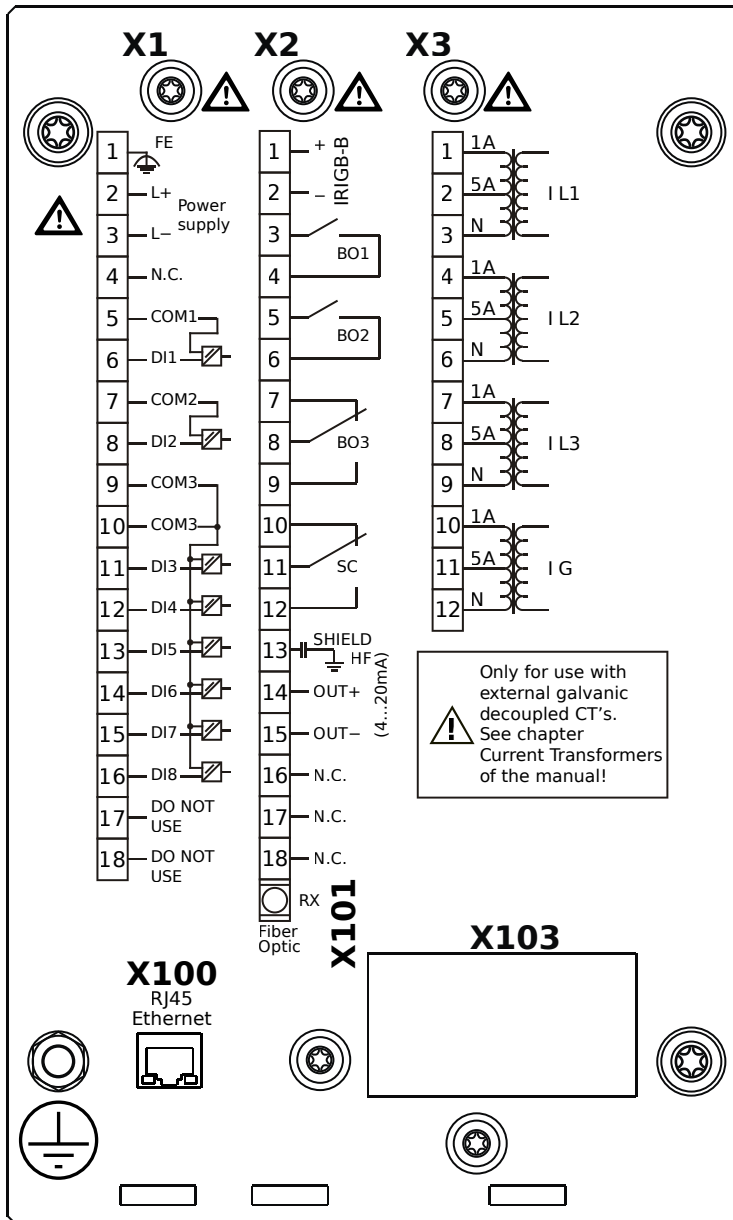 X1
X2
X3
1 FE
2 L+
Power
supply
3 L−
4 N.C.
5 COM1
6 DI1
7 COM2
8 DI2
9 COM3
10 COM3
11 DI3
12 DI4
13 DI5
14 DI6
15 DI7
16 DI8
17 DO NOT
USE
18 DO NOT
USE
1 +
2 −
IRIGB-B
3
BO1
4
5
BO2
6
7
8 BO3
9
10
11 SC
12
13 SHIELD
HF
14 OUT+
15 OUT−
(4...20mA)
16 N.C.
17 N.C.
18 N.C.
RX
Fiber
Optic
X101
1 1A
2 5A I L1
3 N
4 1A
5 5A I L2
6 N
7 1A
8 5A I L3
9 N
10 1A
11 5A I G
12 N
Only for use with
external galvanic
decoupled CT's.
See chapter
Current Transformers
of the manual!
X100
RJ45
Ethernet
X103